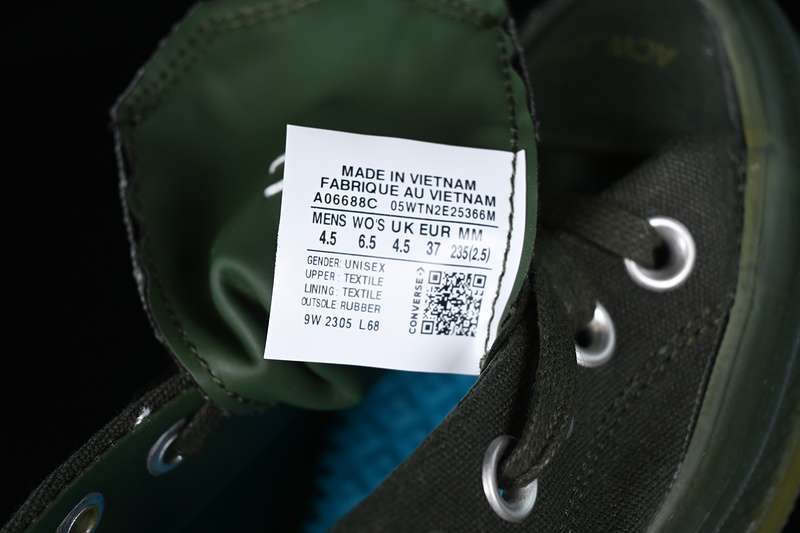 MADE IN VIETNAM
FABRIQUE AU VIETNAM
A06688C 05WTN2E25366M
MENS WO'S UK EUR MM
4.5 6.5 4.5 37 235(2.5)
GENDER: UNISEX
UPPER: TEXTILE
LINING: TEXTILE
OUTSOLE RUBBER
9W 2305 L68
CONVERSE